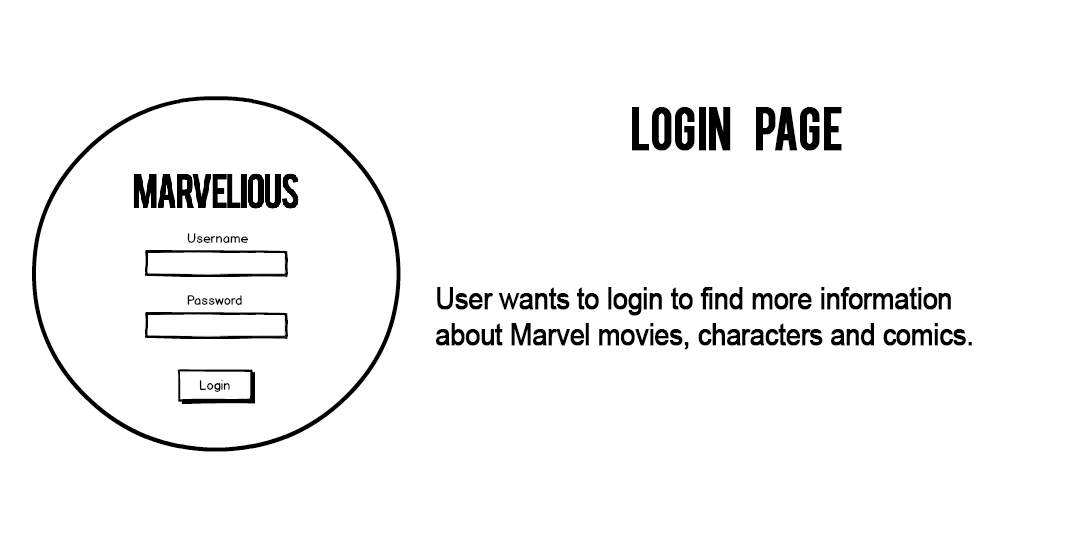 LOGIN PAGE
MARVELIOUS
Username
Password
Login
User wants to login to find more information
about Marvel movies, characters and comics.